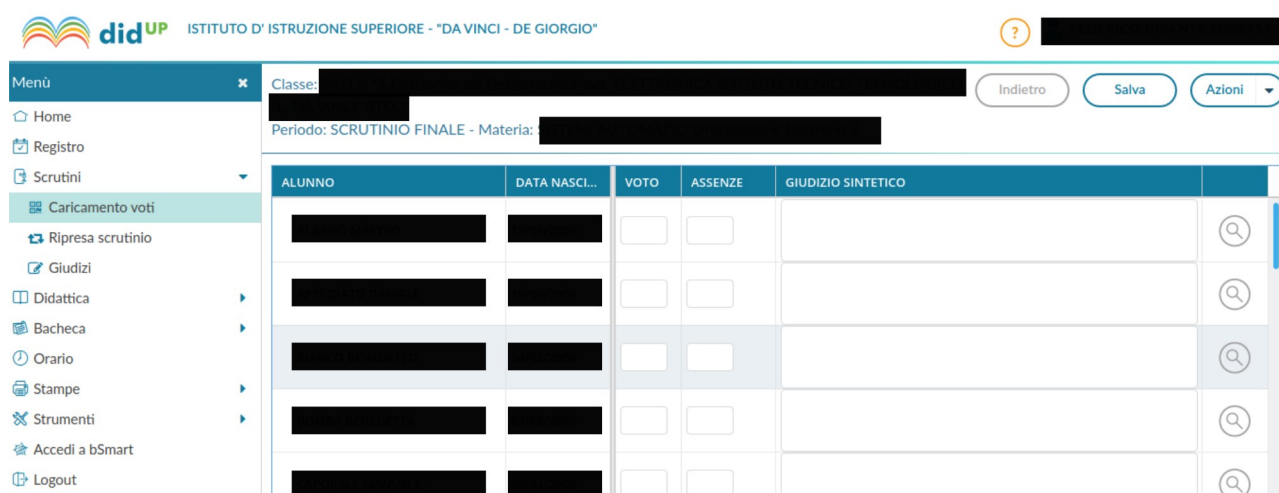 didUP ISTITUTO D' ISTRUZIONE SUPERIORE - "DA VINCI - DE GIORGIO" ?
Menù
Home
Registro
Scrutini
Caricamento voti
Ripresa scrutinio
Giudizi
Didattica
Bacheca
Orario
Stampe
Strumenti
Accedi a bSmart
Logout
Classe:
Indietro Salva Azioni
Periodo: SCRUTINIO FINALE - Materia:
ALUNNO DATA NASCI... VOTO ASSENZE GIUDIZIO SINTETICO